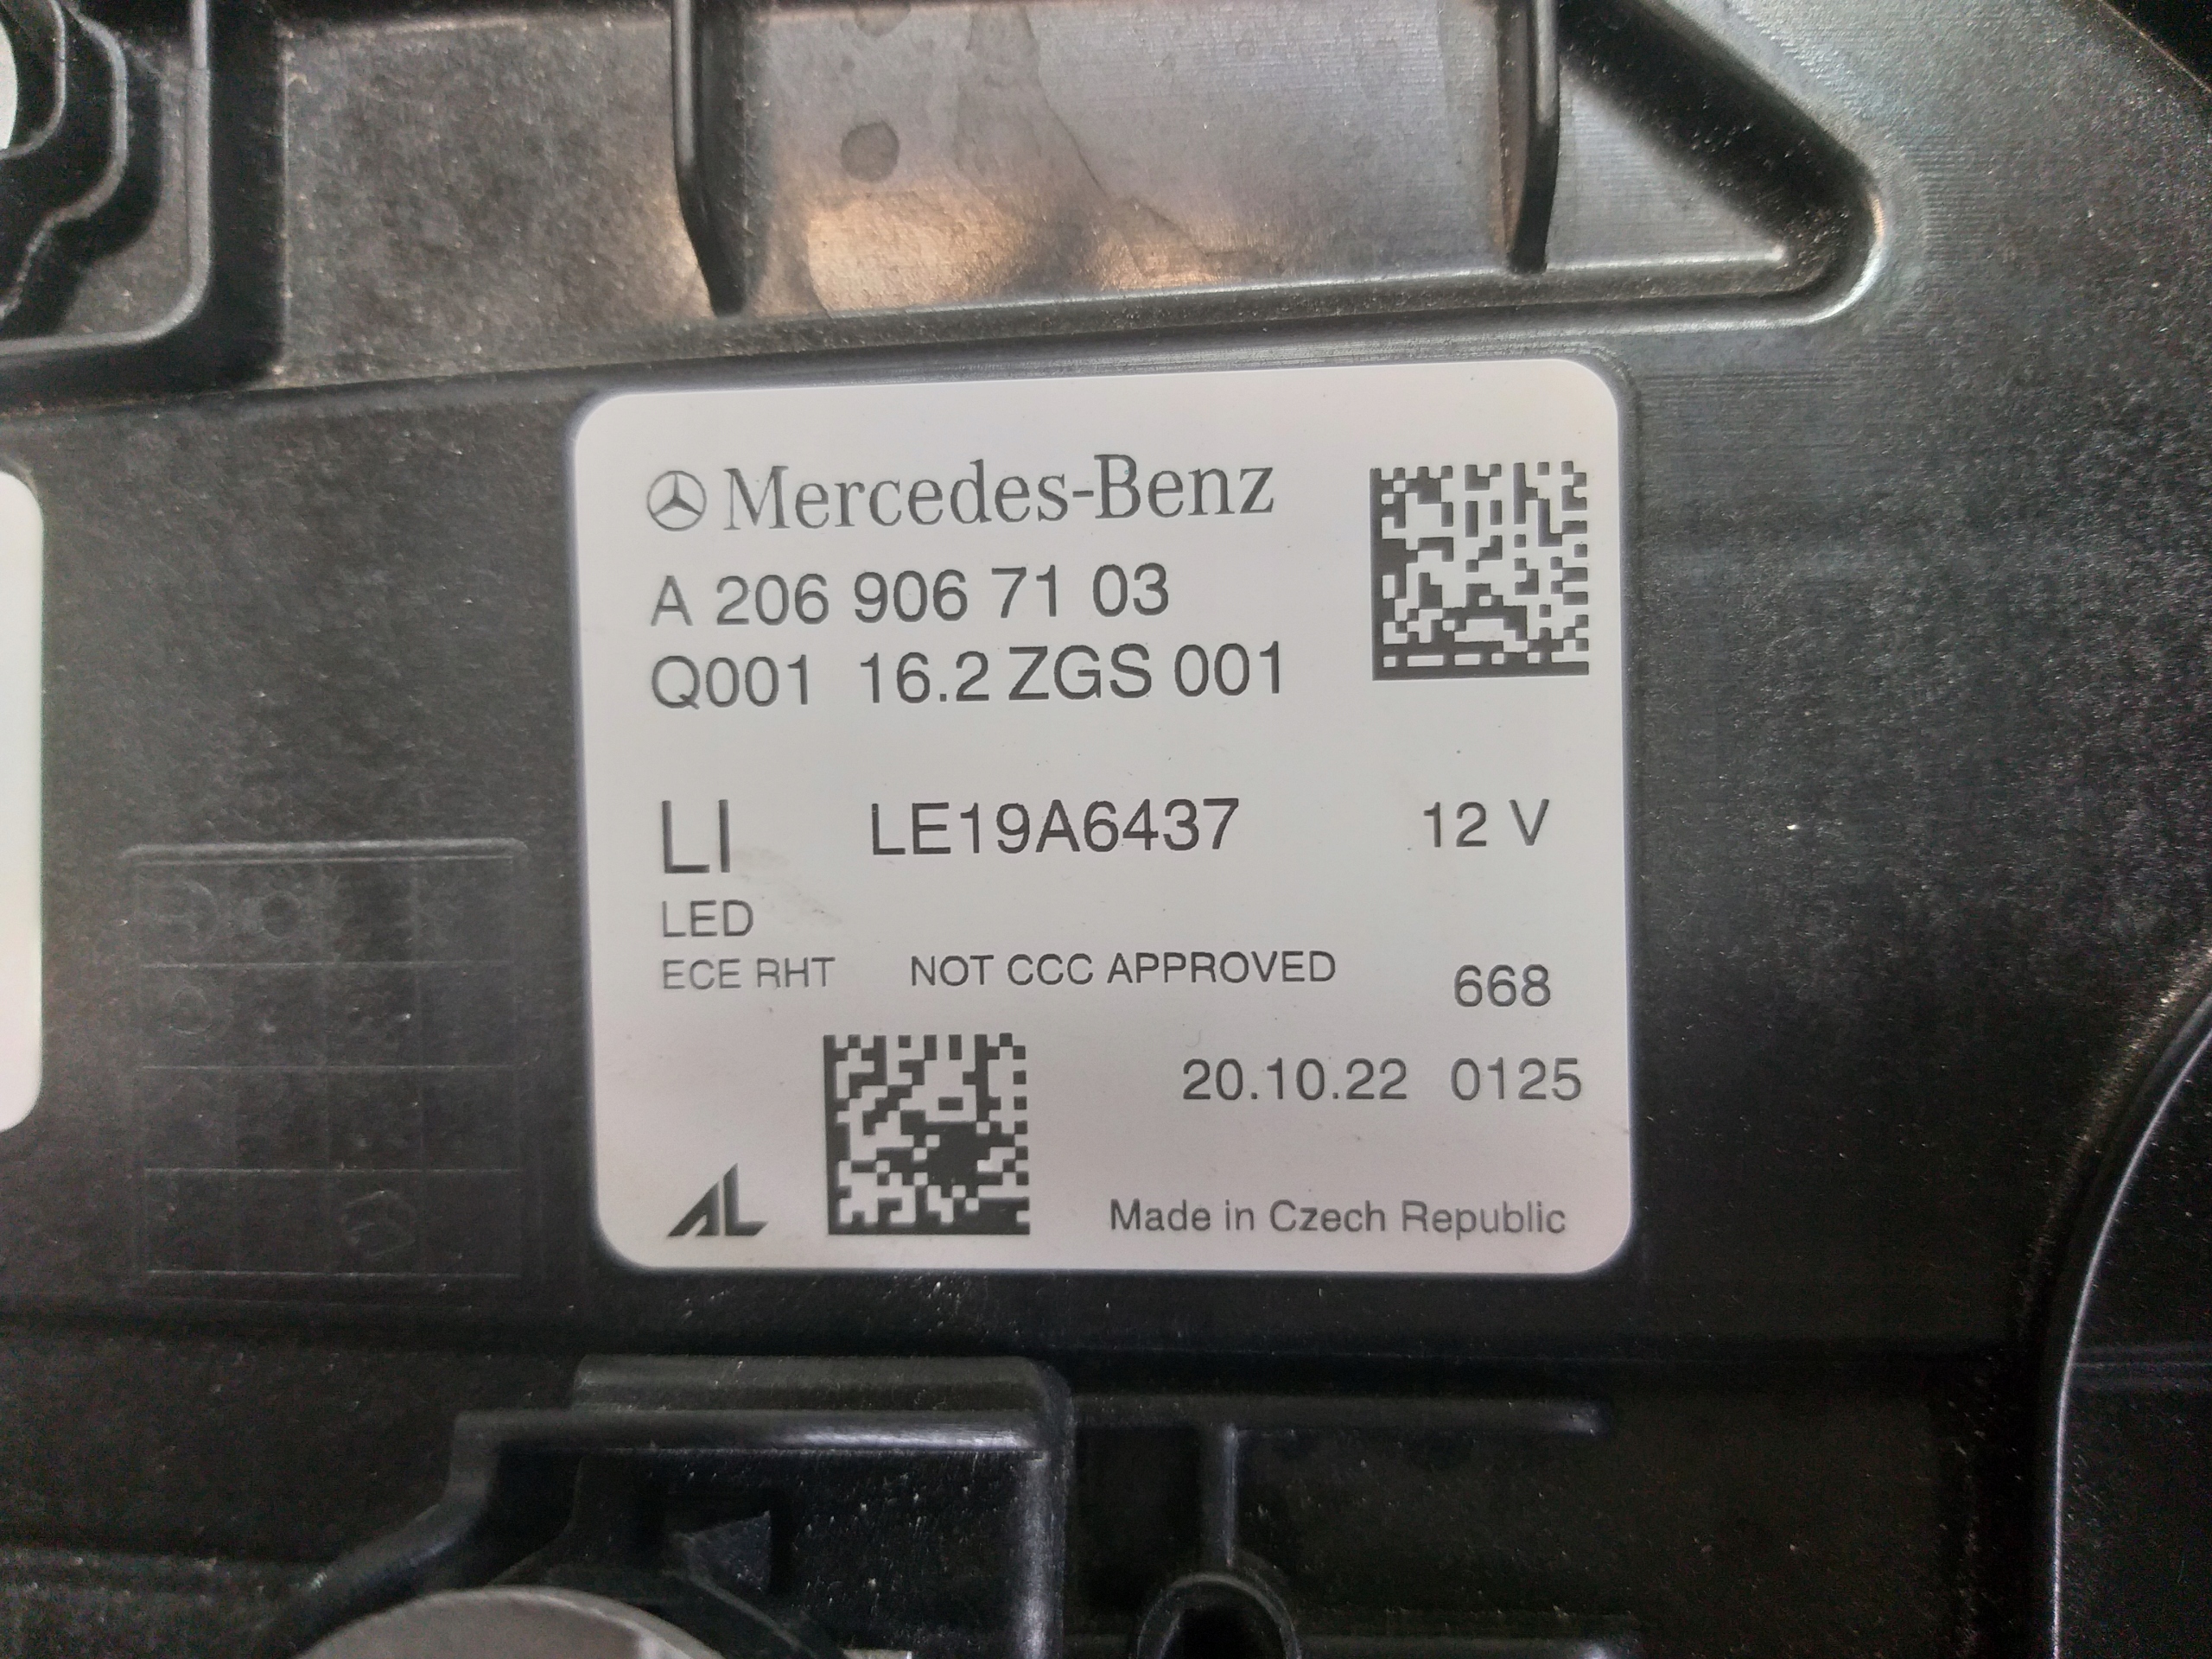 Mercedes-Benz
A 206 906 71 03
Q001 16.2 ZGS 001
LI LE19A6437 12 V
LED
ECE RHT NOT CCC APPROVED 668
20.10.22 0125
AL
Made in Czech Republic